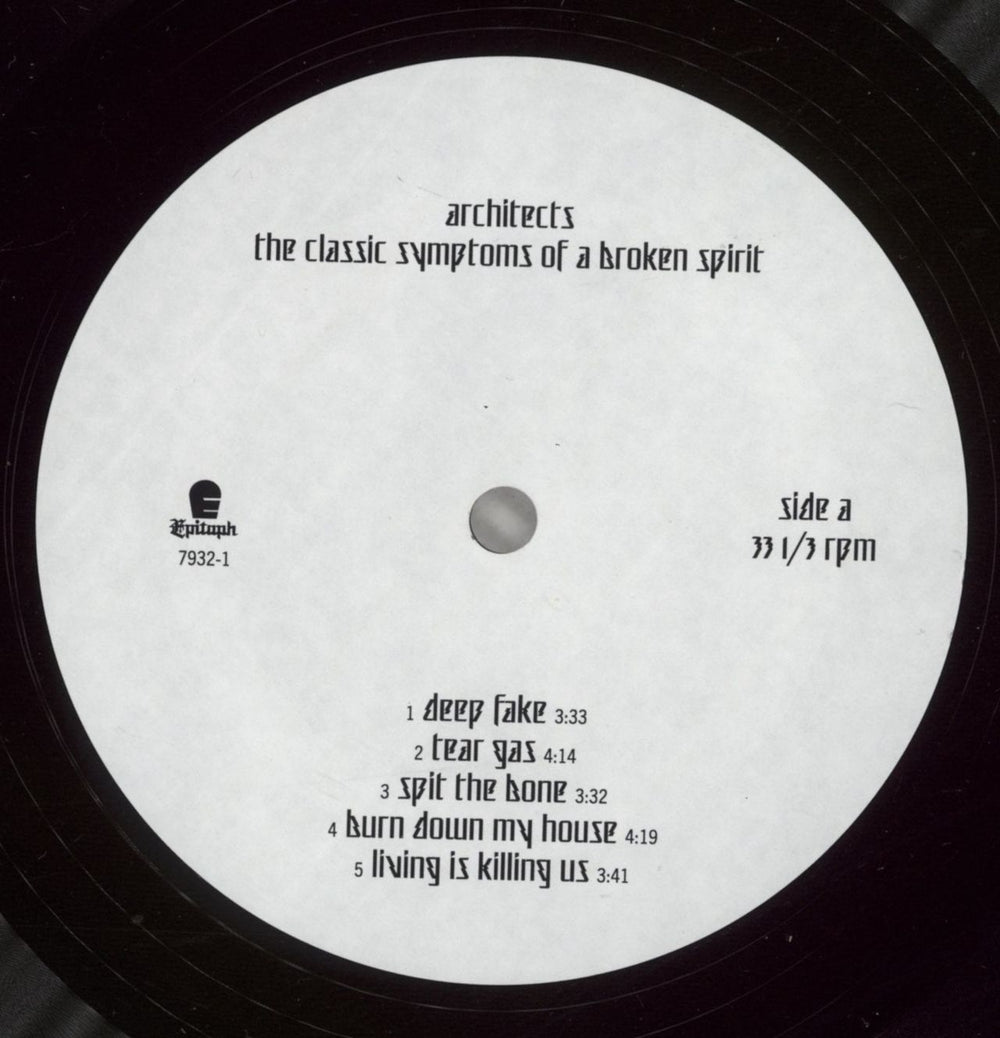 architects
the classic symptoms of a broken spirit
Epitaph
7932-1
side a
33 1/3 rpm
1 deep fake 3:33
2 tear gas 4:14
3 spit the bone 3:32
4 burn down my house 4:19
5 living is killing us 3:41